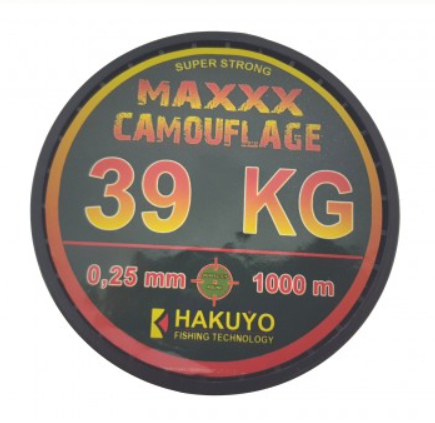 SUPER STRONG
MAXXX
CAMOUFLAGE
39 KG
0,25 mm 1000 m
HAKUYO
FISHING TECHNOLOGY